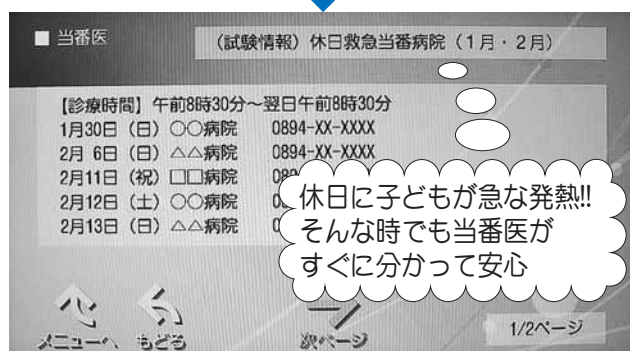 ■ 当番医
(試験情報) 休日救急当番病院 (1月・2月)
【診療時間】午前8時30分～翌日午前8時30分
1月30日 (日) ○○病院 0894-XX-XXXX
2月 6日 (日) △△病院 0894-XX-XXXX
2月11日 (祝) □□病院 089
2月12日 (土) ○○病院 0
2月13日 (日) △△病院 0
休日に子どもが急な発熱!!
そんな時でも当番医が
すぐに分かって安心
メニューへ もどる 次ページ 1/2ページ